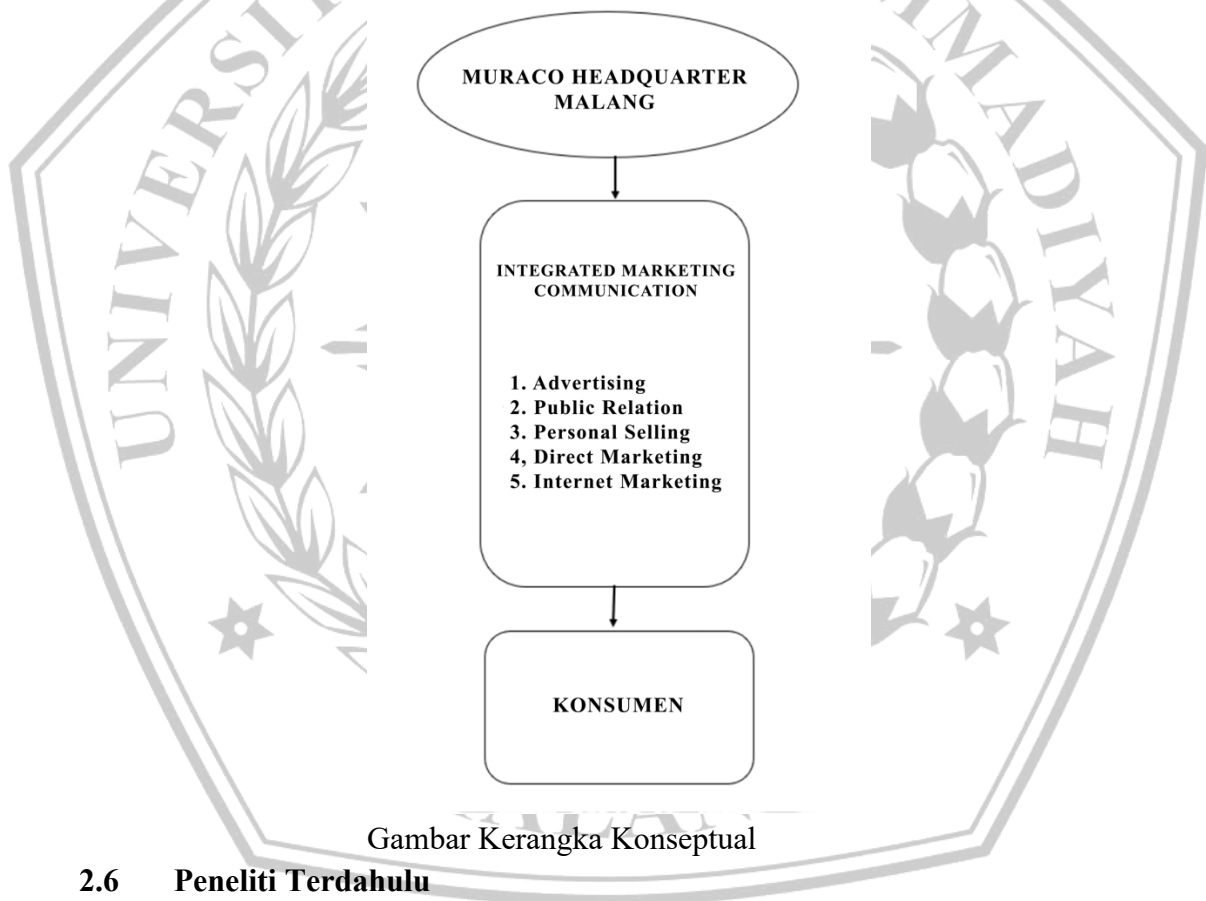 MURACO HEADQUARTER
MALANG
INTEGRATED MARKETING
COMMUNICATION
1. Advertising
2. Public Relation
3. Personal Selling
4, Direct Marketing
5. Internet Marketing
KONSUMEN
Gambar Kerangka Konseptual
2.6 Peneliti Terdahulu